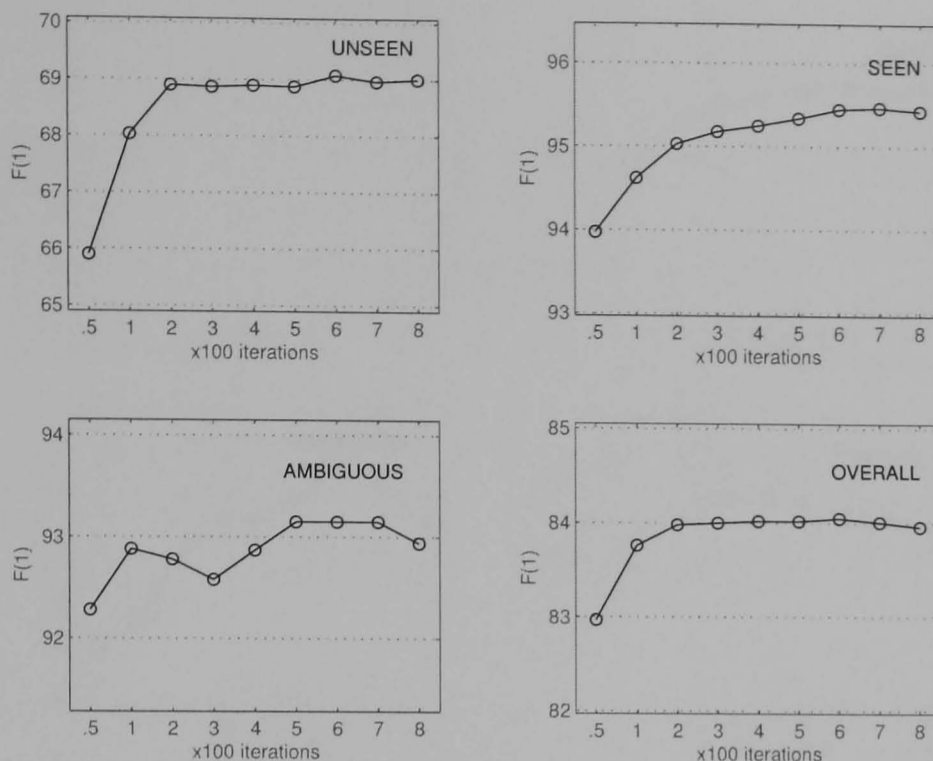 70
69
68
67
66
65
F(1)
UNSEEN
.5 1 2 3 4 5 6 7 8
x100 iterations
96
95
94
93
F(1)
SEEN
.5 1 2 3 4 5 6 7 8
x100 iterations
94
93
92
F(1)
AMBIGUOUS
.5 1 2 3 4 5 6 7 8
x100 iterations
85
84
83
82
F(1)
OVERALL
.5 1 2 3 4 5 6 7 8
x100 iterations